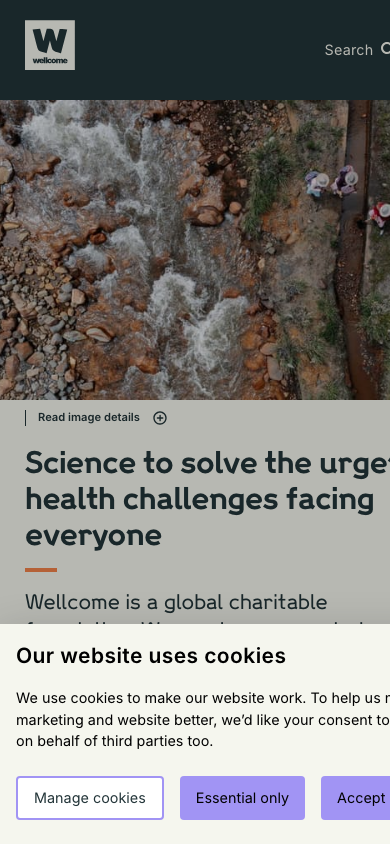 W
wellcome
Search
Read image details
Science to solve the
health challenges facing
everyone
Wellcome is a global charitable
Our website uses cookies
We use cookies to make our website work. To help us
marketing and website better, we’d like your consent to
on behalf of third parties too.
Manage cookies
Essential only
Accept